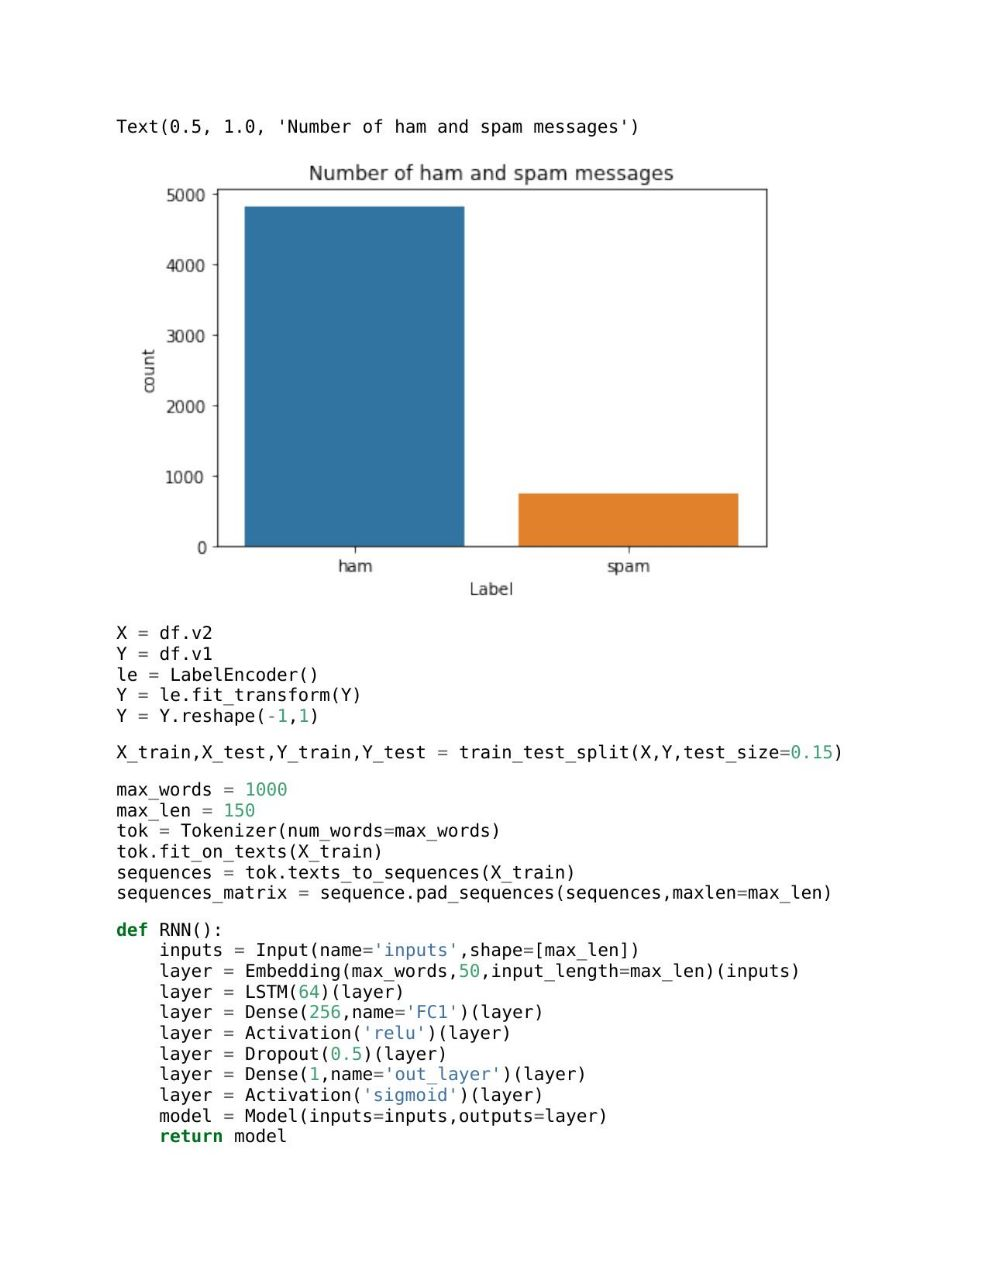 Text(0.5, 1.0, 'Number of ham and spam messages')
Number of ham and spam messages
5000
4000
3000
2000
1000
0
count
ham spam
Label
X = df.v2
Y = df.v1
le = LabelEncoder()
Y = le.fit_transform(Y)
Y = Y.reshape(-1,1)
X_train,X_test,Y_train,Y_test = train_test_split(X,Y,test_size=0.15)
max_words = 1000
max_len = 150
tok = Tokenizer(num_words=max_words)
tok.fit_on_texts(X_train)
sequences = tok.texts_to_sequences(X_train)
sequences_matrix = sequence.pad_sequences(sequences,maxlen=max_len)
def RNN():
    inputs = Input(name='inputs',shape=[max_len])
    layer = Embedding(max_words,50,input_length=max_len)(inputs)
    layer = LSTM(64)(layer)
    layer = Dense(256,name='FC1')(layer)
    layer = Activation('relu')(layer)
    layer = Dropout(0.5)(layer)
    layer = Dense(1,name='out_layer')(layer)
    layer = Activation('sigmoid')(layer)
    model = Model(inputs=inputs,outputs=layer)
    return model